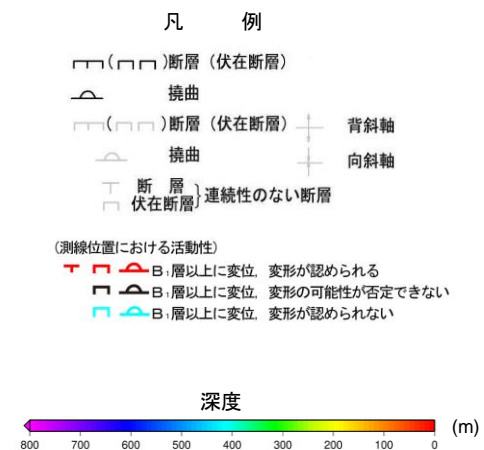 凡 例
( )断層（伏在断層）
撓曲
( )断層（伏在断層） 背斜軸
撓曲 向斜軸
断 層
伏在断層}連続性のない断層
(測線位置における活動性)
B₁層以上に変位，変形が認められる
B₁層以上に変位，変形の可能性が否定できない
B₁層以上に変位，変形が認められない
深度
(m)
800 700 600 500 400 300 200 100 0